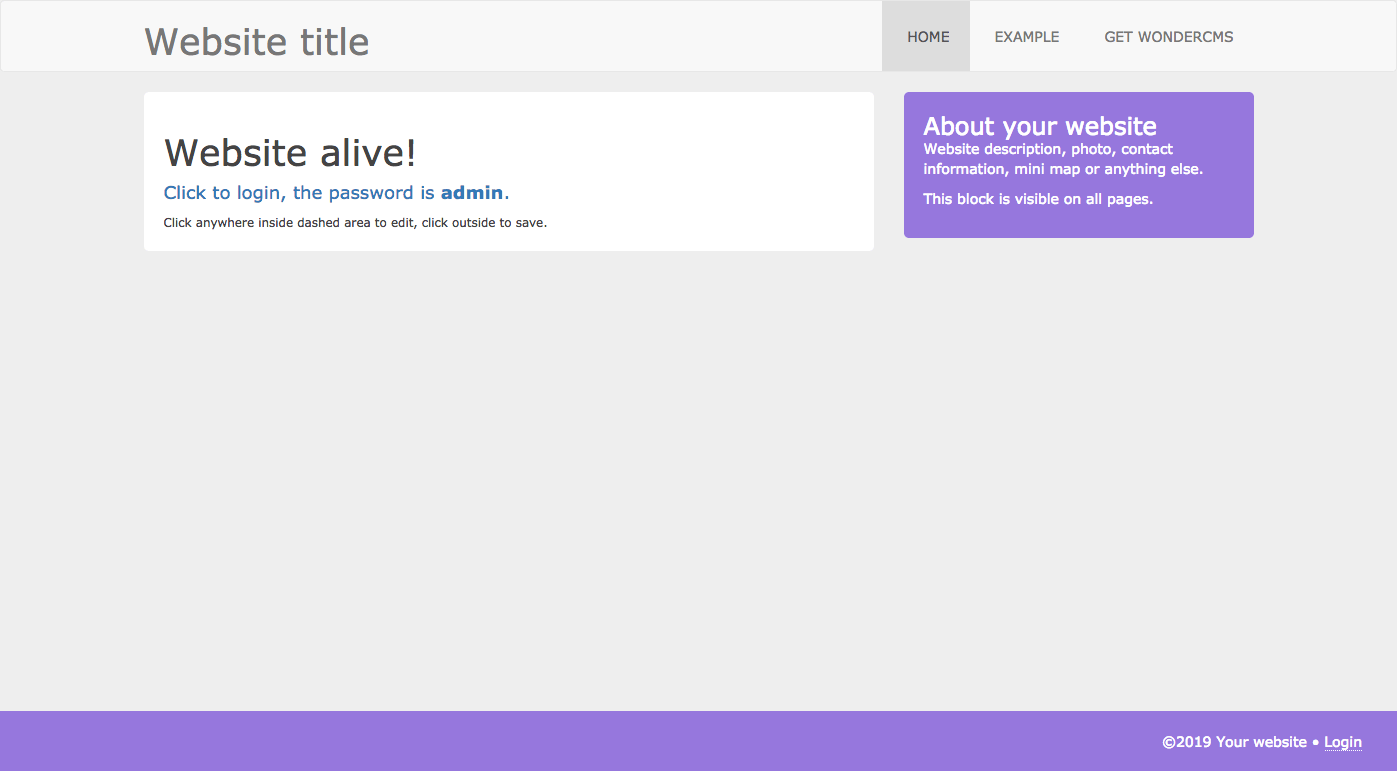 Website title
HOME
EXAMPLE
GET WONDERCMS
Website alive!
Click to login, the password is admin.
Click anywhere inside dashed area to edit, click outside to save.
About your website
Website description, photo, contact
information, mini map or anything else.
This block is visible on all pages.
©2019 Your website • Login